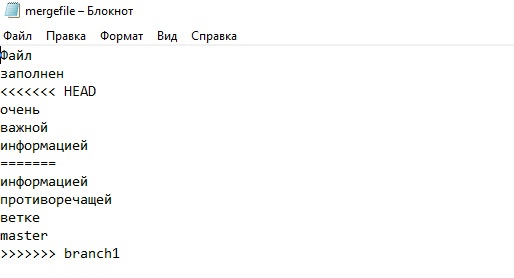 mergefile – Блокнот
Файл Правка Формат Вид Справка
Файл
заполнен
<<<<<<< HEAD
очень
важной
информацией
=======
информацией
противоречащей
ветке
master
>>>>>>> branch1